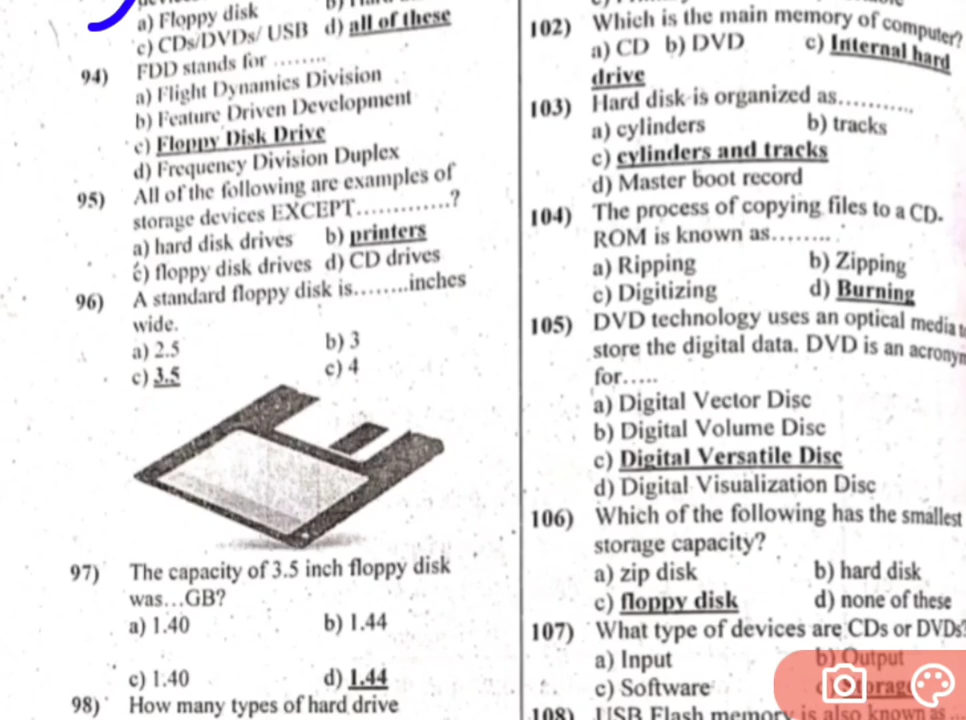 a) Floppy disk
c) CDs/DVDs/ USB d) all of these
94) FDD stands for ........
a) Flight Dynamics Division
b) Feature Driven Development
c) Floppy Disk Drive
d) Frequency Division Duplex
95) All of the following are examples of
storage devices EXCEPT.............?
a) hard disk drives b) printers
c) floppy disk drives d) CD drives
96) A standard floppy disk is........inches
wide.
a) 2.5 b) 3
c) 3.5 c) 4
97) The capacity of 3.5 inch floppy disk
was...GB?
a) 1.40 b) 1.44
c) 1.40 d) 1.44
98) How many types of hard drive
102) Which is the main memory of computer?
a) CD b) DVD c) Internal hard
drive
103) Hard disk is organized as...........
a) cylinders b) tracks
c) cylinders and tracks
d) Master boot record
104) The process of copying files to a CD-
ROM is known as........
a) Ripping b) Zipping
c) Digitizing d) Burning
105) DVD technology uses an optical media
store the digital data. DVD is an
for.....
a) Digital Vector Disc
b) Digital Volume Disc
c) Digital Versatile Disc
d) Digital Visualization Disc
106) Which of the following has the smallest
storage capacity?
a) zip disk b) hard disk
c) floppy disk d) none of these
107) What type of devices are CDs or DVDs?
a) Input b) Output
c) Software
108) USB Flash memory is also known as